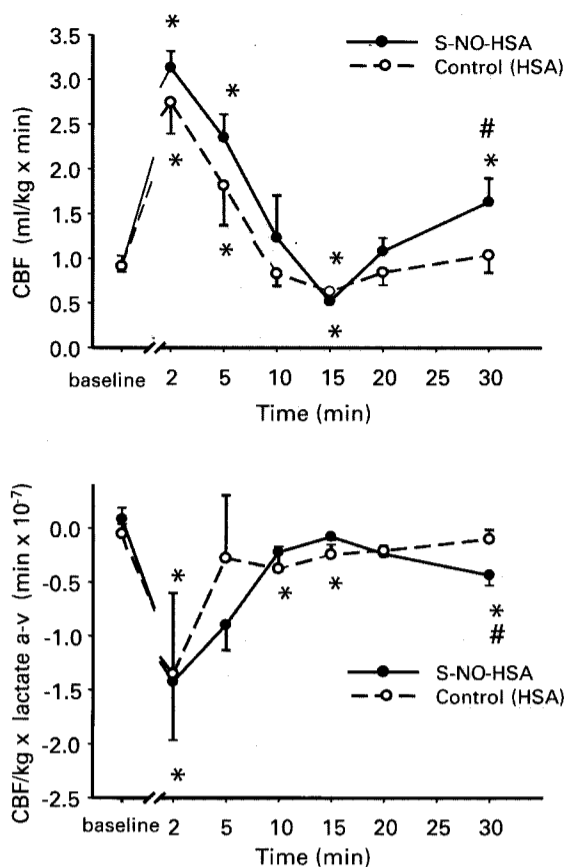 CBF (ml/kg x min)
3.5
3.0
2.5
2.0
1.5
1.0
0.5
0.0
S-NO-HSA
Control (HSA)
*
*
*
*
*
*
#
*
baseline 2 5 10 15 20 25 30
Time (min)
CBF/kg x lactate a-v (min x 10⁻⁷)
0.0
-0.5
-1.0
-1.5
-2.0
-2.5
*
*
*
*
*
#
S-NO-HSA
Control (HSA)
baseline 2 5 10 15 20 25 30
Time (min)